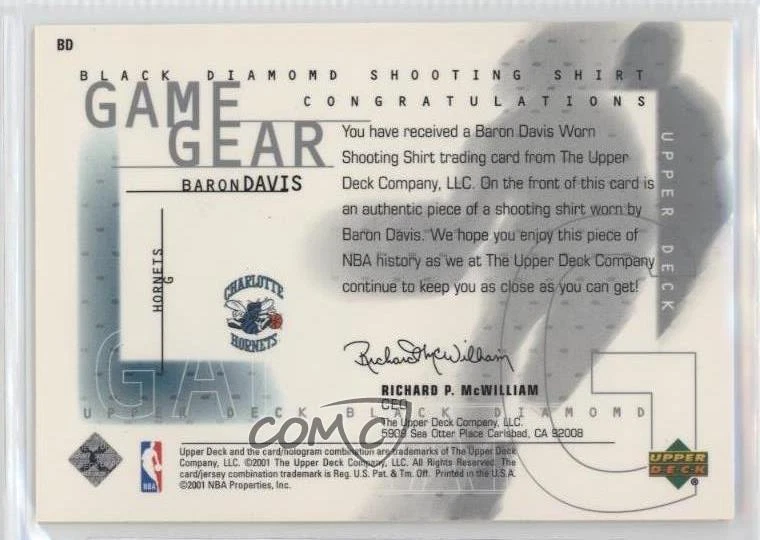 BD
BLACK DIAMOMD SHOOTING SHIRT
GAME
GEAR
CONGRATULATIONS
You have received a Baron Davis Worn
Shooting Shirt trading card from The Upper
Deck Company, LLC. On the front of this card is
an authentic piece of a shooting shirt worn by
Baron Davis. We hope you enjoy this piece of
NBA history as we at The Upper Deck Company
continue to keep you as close as you can get!
BARON DAVIS
HORNETS
G
CHARLOTTE
HORNETS
UPPER DECK
Richard McWilliam
RICHARD P. McWILLIAM
CEO
The Upper Deck Company, LLC.
5909 Sea Otter Place Carlsbad, CA 92008
GA
G
UPPER DECK BLACK DIAMOMD
COMC
NBA
Upper Deck and the card/hologram combination are trademarks of The Upper Deck
Company, LLC. ©2001 The Upper Deck Company, LLC. All Rights Reserved. The
card/jersey combination trademark is Reg. U.S. Pat. & Tm. Off. Printed in the U.S.A.
©2001 NBA Properties, Inc.
UPPER
DECK
®